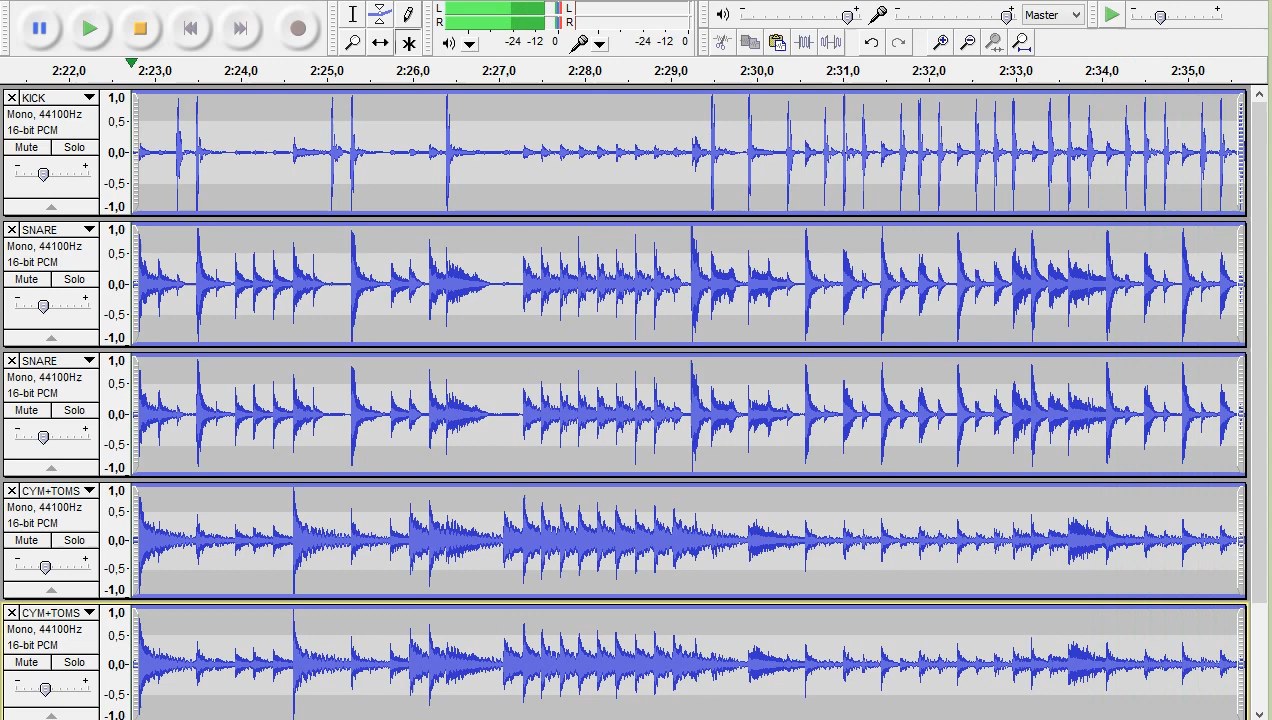 L L
R R
-24 -12 0 -24 -12 0
Master
2:22,0 2:23,0 2:24,0 2:25,0 2:26,0 2:27,0 2:28,0 2:29,0 2:30,0 2:31,0 2:32,0 2:33,0 2:34,0 2:35,0
KICK
Mono, 44100Hz
16-bit PCM
Mute Solo
- +
1,0
0,5-
0,0-
-0,5-
-1,0
SNARE
Mono, 44100Hz
16-bit PCM
Mute Solo
- +
1,0
0,5-
0,0-
-0,5-
-1,0
SNARE
Mono, 44100Hz
16-bit PCM
Mute Solo
- +
1,0
0,5-
0,0-
-0,5-
-1,0
CYM+TOMS
Mono, 44100Hz
16-bit PCM
Mute Solo
- +
1,0
0,5-
0,0-
-0,5-
-1,0
CYM+TOMS
Mono, 44100Hz
16-bit PCM
Mute Solo
- +
1,0
0,5-
0,0-
-0,5-
-1,0